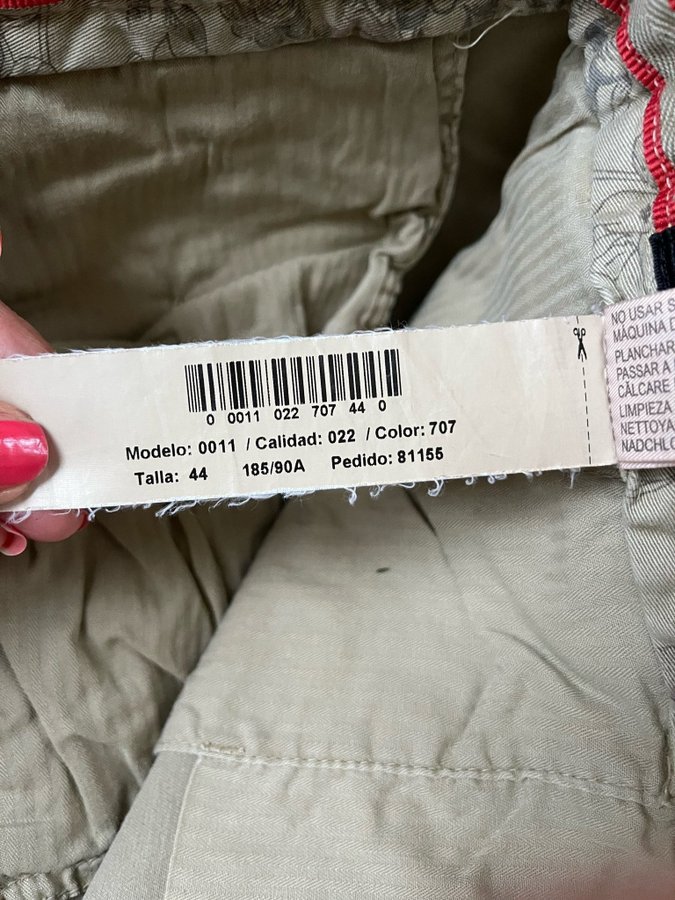 0 0011 022 707 44 0
Modelo: 0011 / Calidad: 022 / Color: 707
Talla: 44 185/90A Pedido: 81155
NO USAR
MÁQUINA
PLANCHAR
PASSAR A
CALCARE
LIMPIEZA
NETTOYA
NADCHLO